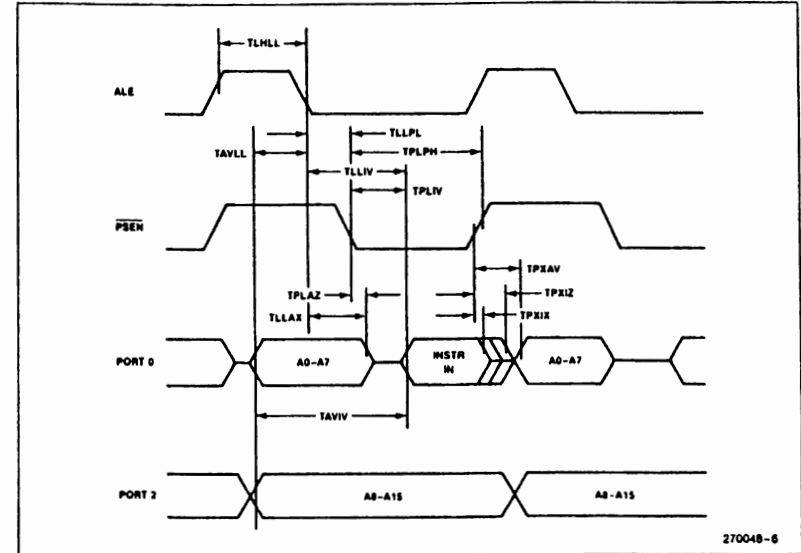 TLHLL
ALE
TLLPL
TAVLL
TPLPH
TLLIV
TPLIV
PSEN
TPXAV
TPLAZ
TPXIZ
TLLAX
TPXIX
PORT 0
A0-A7
INSTR
IN
A0-A7
TAVIV
PORT 2
A8-A15
A8-A15
270048-6